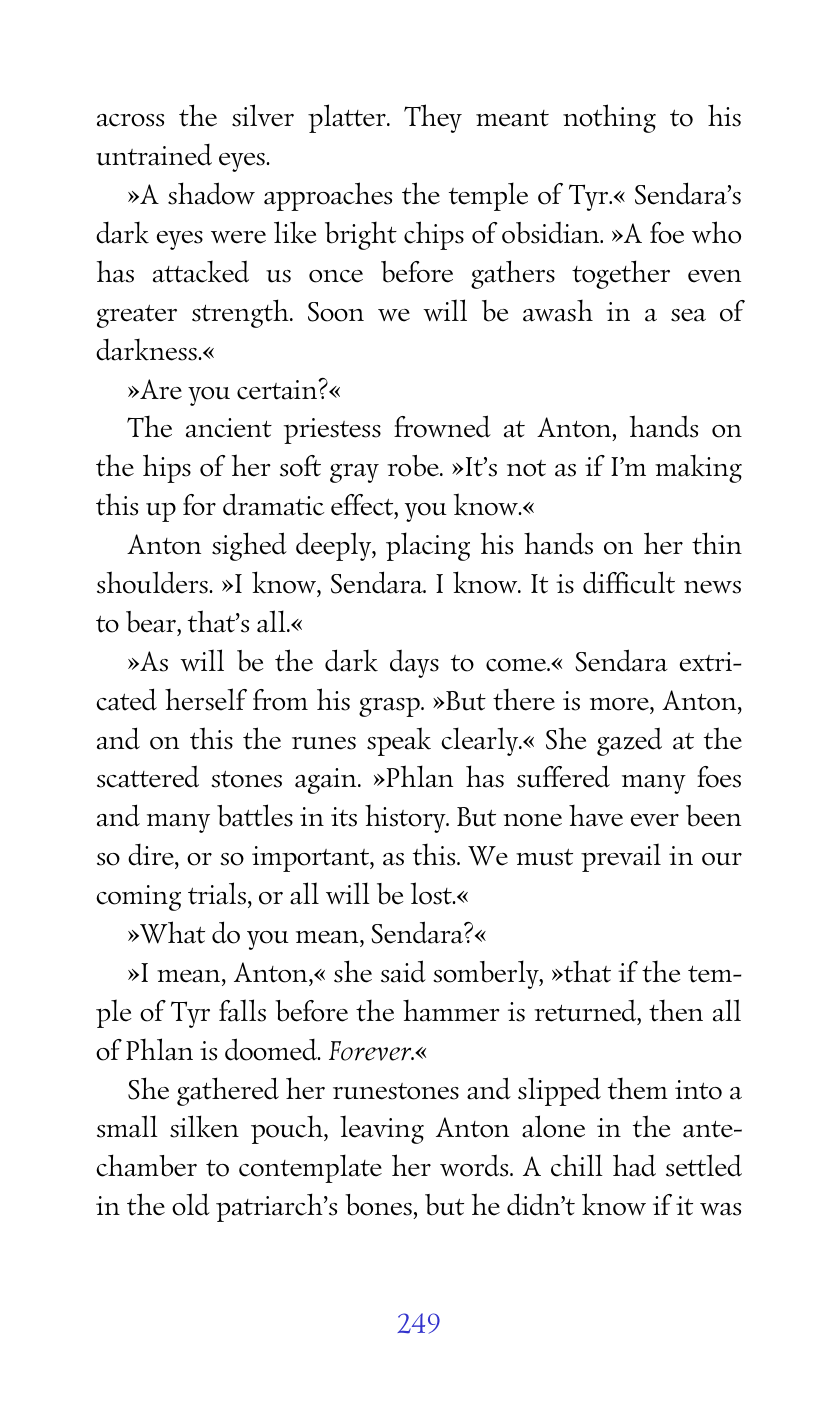 across the silver platter. They meant nothing to his
untrained eyes.
»A shadow approaches the temple of Tyr.« Sendara’s
dark eyes were like bright chips of obsidian. »A foe who
has attacked us once before gathers together even
greater strength. Soon we will be awash in a sea of
darkness.«
»Are you certain?«
The ancient priestess frowned at Anton, hands on
the hips of her soft gray robe. »It’s not as if I’m making
this up for dramatic effect, you know.«
Anton sighed deeply, placing his hands on her thin
shoulders. »I know, Sendara. I know. It is difficult news
to bear, that’s all.«
»As will be the dark days to come.« Sendara extri-
cated herself from his grasp. »But there is more, Anton,
and on this the runes speak clearly.« She gazed at the
scattered stones again. »Phlan has suffered many foes
and many battles in its history. But none have ever been
so dire, or so important, as this. We must prevail in our
coming trials, or all will be lost.«
»What do you mean, Sendara?«
»I mean, Anton,« she said somberly, »that if the tem-
ple of Tyr falls before the hammer is returned, then all
of Phlan is doomed. Forever.«
She gathered her runestones and slipped them into a
small silken pouch, leaving Anton alone in the ante-
chamber to contemplate her words. A chill had settled
in the old patriarch’s bones, but he didn’t know if it was
249